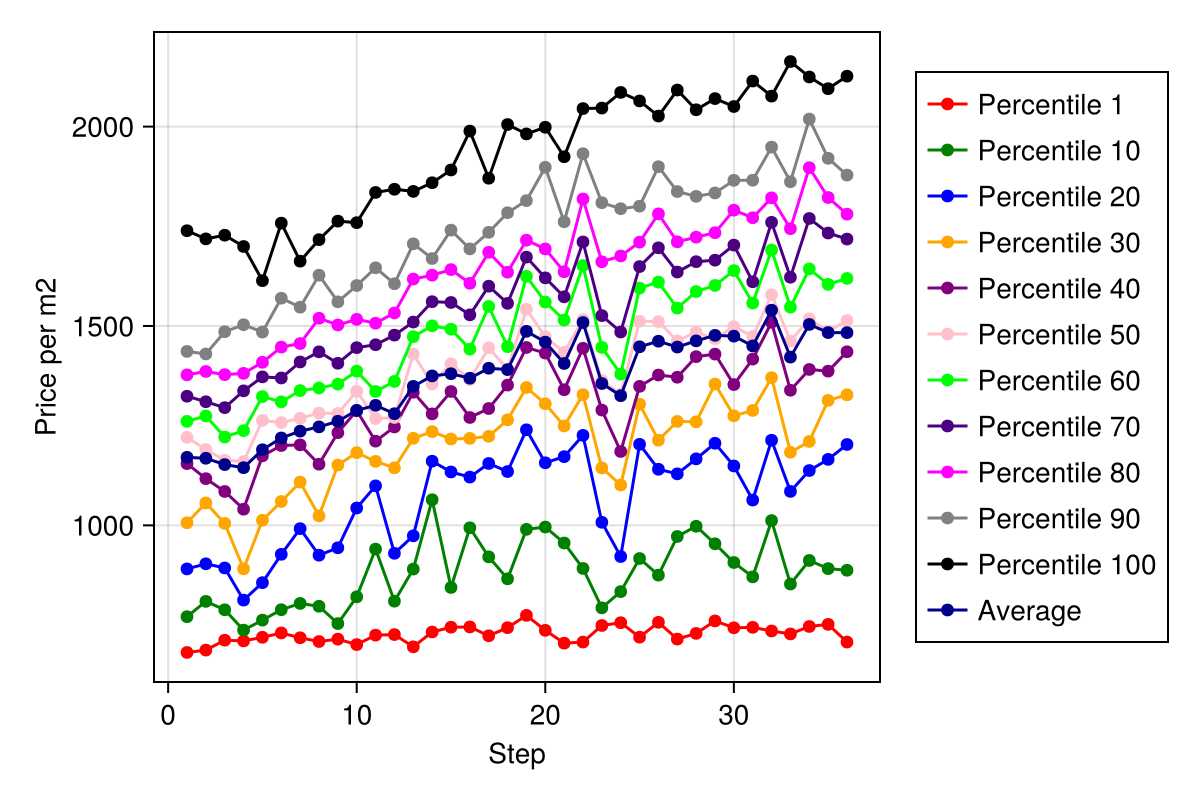 2000
1500
1000
Price per m2
0 10 20 30
Step
Percentile 1
Percentile 10
Percentile 20
Percentile 30
Percentile 40
Percentile 50
Percentile 60
Percentile 70
Percentile 80
Percentile 90
Percentile 100
Average